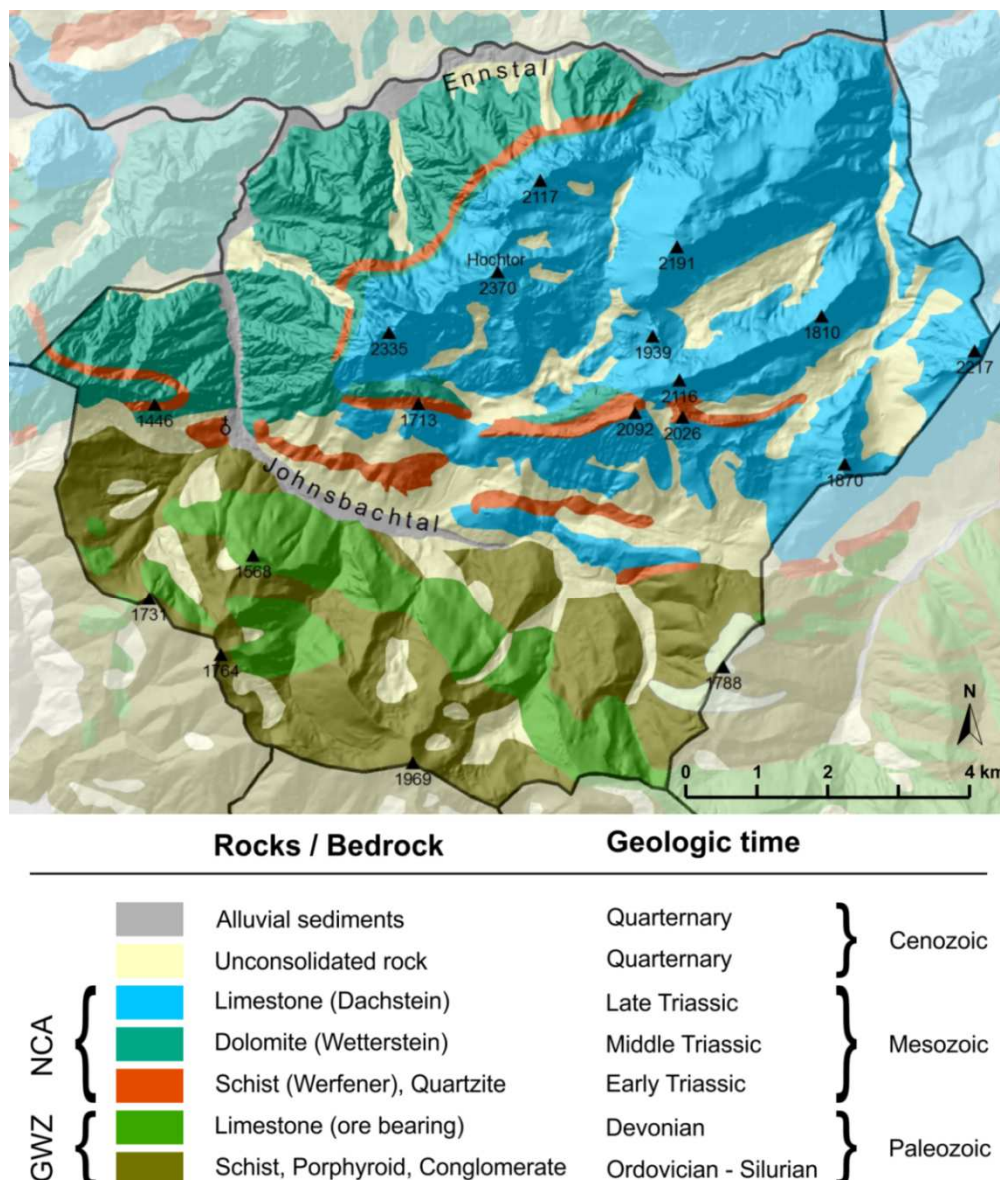 Ennstal
2117
Hochtor
2370
2191
2335
1939
1810
2217
2116
1446
1713
2092
2026
1870
Johnsbachtal
1568
1731
1764
1788
1969
N
0 1 2 4 km
Rocks / Bedrock Geologic time
Alluvial sediments Quarternary
Cenozoic
Unconsolidated rock Quarternary
NCA
Limestone (Dachstein) Late Triassic
Dolomite (Wetterstein) Middle Triassic Mesozoic
Schist (Werfener), Quartzite Early Triassic
GWZ
Limestone (ore bearing) Devonian
Paleozoic
Schist, Porphyroid, Conglomerate Ordovician - Silurian